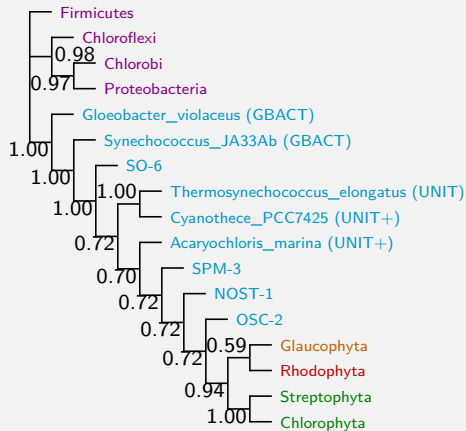 Firmicutes
Chloroflexi
0.98
Chlorobi
0.97
Proteobacteria
Gloeobacter_violaceus (GBACT)
1.00
Synechococcus_JA33Ab (GBACT)
SO-6
1.00
1.00
Thermosynechococcus_elongatus (UNIT)
1.00
Cyanothece_PCC7425 (UNIT+)
0.72
Acaryochloris_marina (UNIT+)
0.70
SPM-3
NOST-1
0.72
OSC-2
0.72
0.59
Glaucophyta
0.72
Rhodophyta
0.94
Streptophyta
1.00
Chlorophyta